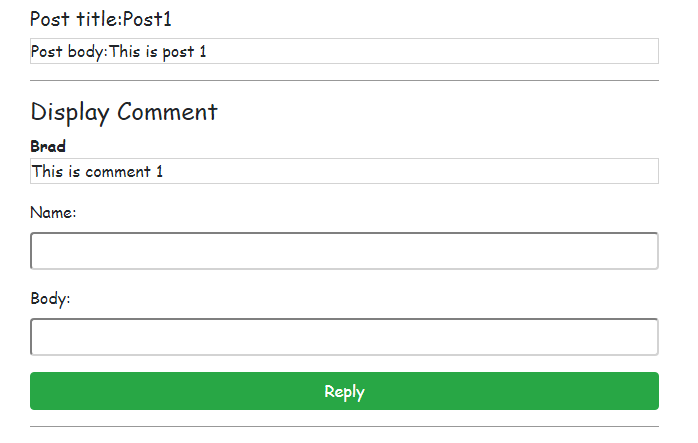 Post title:Post1
Post body:This is post 1
Display Comment
Brad
This is comment 1
Name:
Body:
Reply